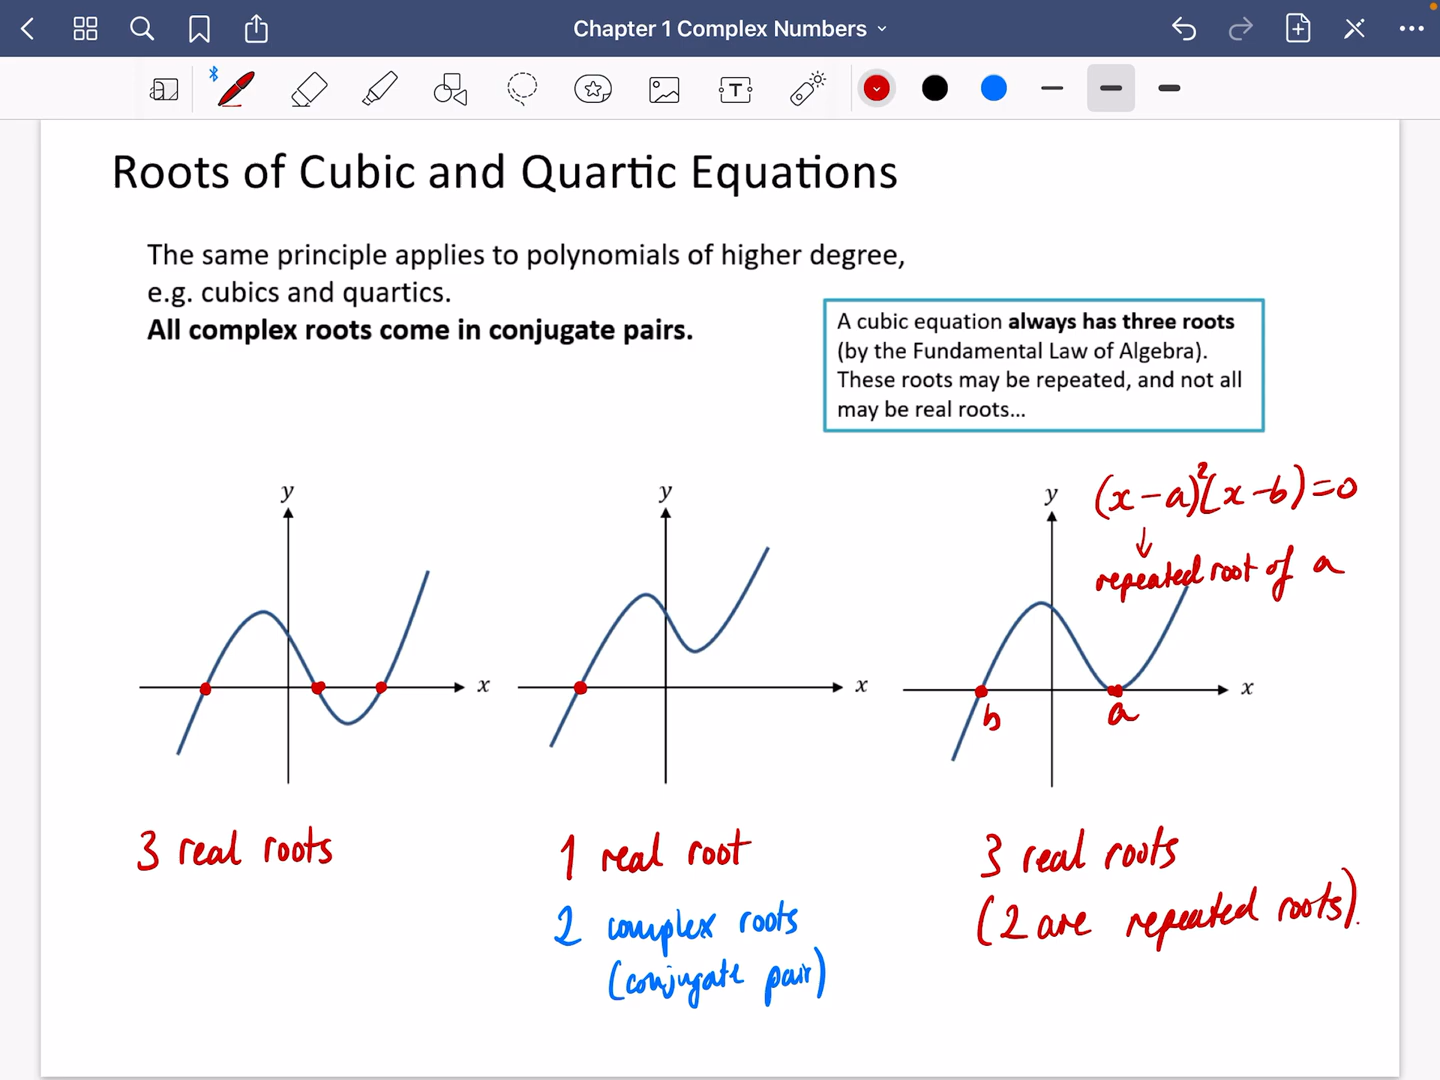 Chapter 1 Complex Numbers
Roots of Cubic and Quartic Equations
The same principle applies to polynomials of higher degree,
e.g. cubics and quartics.
All complex roots come in conjugate pairs.
A cubic equation always has three roots
(by the Fundamental Law of Algebra).
These roots may be repeated, and not all
may be real roots...
y
x
3 real roots
y
x
1 real root
2 complex roots
(conjugate pair)
(x-a)²(x-b)=0
↓
repeated root of a
y
x
b
a
3 real roots
(2 are repeated roots).